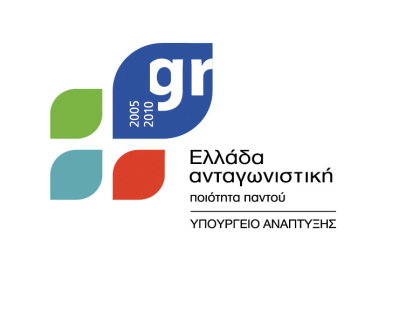 gr
2005
2010
Ελλάδα
ανταγωνιστική
ποιότητα παντού
ΥΠΟΥΡΓΕΙΟ ΑΝΑΠΤΥΞΗΣ